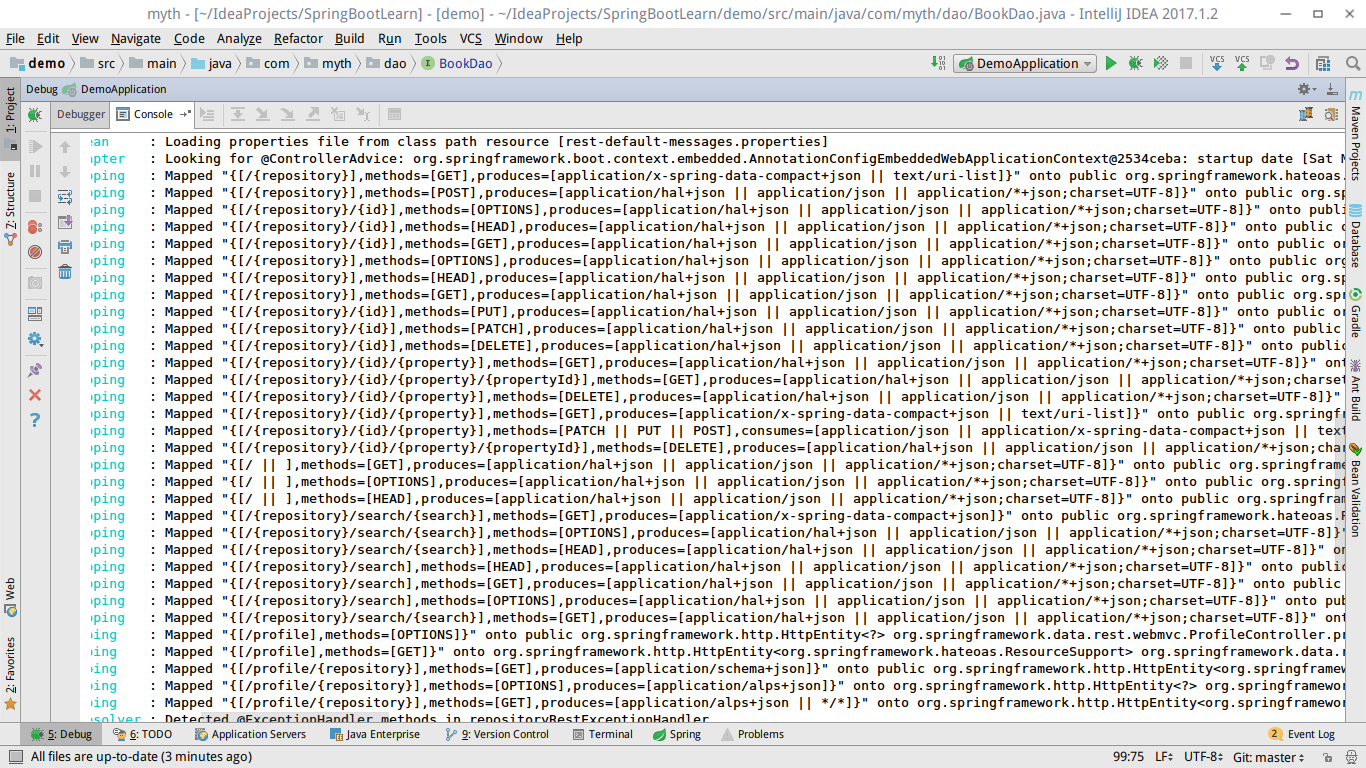 myth - [~/IdeaProjects/SpringBootLearn] - [demo] - ~/IdeaProjects/SpringBootLearn/demo/src/main/java/com/myth/dao/BookDao.java - IntelliJ IDEA 2017.1.2
File Edit View Navigate Code Analyze Refactor Build Run Tools VCS Window Help
demo src main java com myth dao BookDao DemoApplication VCS VCS
Debug DemoApplication
Debugger Console
ean : Loading properties file from class path resource [rest-default-messages.properties]
apter : Looking for @ControllerAdvice: org.springframework.boot.context.embedded.AnnotationConfigEmbeddedWebApplicationContext@2534ceba: startup date [Sat
pping : Mapped "{[/{repository}],methods=[GET],produces=[application/x-spring-data-compact+json || text/uri-list]}" onto public org.springframework.hateoas.
pping : Mapped "{[/{repository}],methods=[POST],produces=[application/hal+json || application/json || application/*+json;charset=UTF-8]}" onto public org.sp
pping : Mapped "{[/{repository}/{id}],methods=[OPTIONS],produces=[application/hal+json || application/json || application/*+json;charset=UTF-8]}" onto publi
pping : Mapped "{[/{repository}/{id}],methods=[HEAD],produces=[application/hal+json || application/json || application/*+json;charset=UTF-8]}" onto public o
pping : Mapped "{[/{repository}/{id}],methods=[GET],produces=[application/hal+json || application/json || application/*+json;charset=UTF-8]}" onto public or
pping : Mapped "{[/{repository}],methods=[OPTIONS],produces=[application/hal+json || application/json || application/*+json;charset=UTF-8]}" onto public org
pping : Mapped "{[/{repository}],methods=[HEAD],produces=[application/hal+json || application/json || application/*+json;charset=UTF-8]}" onto public org.sp
pping : Mapped "{[/{repository}],methods=[GET],produces=[application/hal+json || application/json || application/*+json;charset=UTF-8]}" onto public org.spr
pping : Mapped "{[/{repository}/{id}],methods=[PUT],produces=[application/hal+json || application/json || application/*+json;charset=UTF-8]}" onto public or
pping : Mapped "{[/{repository}/{id}],methods=[PATCH],produces=[application/hal+json || application/json || application/*+json;charset=UTF-8]}" onto public
pping : Mapped "{[/{repository}/{id}],methods=[DELETE],produces=[application/hal+json || application/json || application/*+json;charset=UTF-8]}" onto public
pping : Mapped "{[/{repository}/{id}/{property}],methods=[GET],produces=[application/hal+json || application/json || application/*+json;charset=UTF-8]}" ont
pping : Mapped "{[/{repository}/{id}/{property}/{propertyId}],methods=[GET],produces=[application/hal+json || application/json || application/*+json;charset
pping : Mapped "{[/{repository}/{id}/{property}],methods=[DELETE],produces=[application/hal+json || application/json || application/*+json;charset=UTF-8]}"
pping : Mapped "{[/{repository}/{id}/{property}],methods=[GET],produces=[application/x-spring-data-compact+json || text/uri-list]}" onto public org.springfr
pping : Mapped "{[/{repository}/{id}/{property}],methods=[PATCH || PUT || POST],consumes=[application/json || application/x-spring-data-compact+json || text
pping : Mapped "{[/{repository}/{id}/{property}/{propertyId}],methods=[DELETE],produces=[application/hal+json || application/json || application/*+json;char
pping : Mapped "{[/ || ],methods=[GET],produces=[application/hal+json || application/json || application/*+json;charset=UTF-8]}" onto public org.springframe
pping : Mapped "{[/ || ],methods=[OPTIONS],produces=[application/hal+json || application/json || application/*+json;charset=UTF-8]}" onto public org.springf
pping : Mapped "{[/ || ],methods=[HEAD],produces=[application/hal+json || application/json || application/*+json;charset=UTF-8]}" onto public org.springfram
pping : Mapped "{[/{repository}/search/{search}],methods=[GET],produces=[application/x-spring-data-compact+json]}" onto public org.springframework.hateoas.R
pping : Mapped "{[/{repository}/search/{search}],methods=[OPTIONS],produces=[application/hal+json || application/json || application/*+json;charset=UTF-8]}"
pping : Mapped "{[/{repository}/search/{search}],methods=[HEAD],produces=[application/hal+json || application/json || application/*+json;charset=UTF-8]}" on
pping : Mapped "{[/{repository}/search],methods=[HEAD],produces=[application/hal+json || application/json || application/*+json;charset=UTF-8]}" onto public
pping : Mapped "{[/{repository}/search],methods=[GET],produces=[application/hal+json || application/json || application/*+json;charset=UTF-8]}" onto public
pping : Mapped "{[/{repository}/search],methods=[OPTIONS],produces=[application/hal+json || application/json || application/*+json;charset=UTF-8]}" onto pub
pping : Mapped "{[/{repository}/search/{search}],methods=[GET],produces=[application/hal+json || application/json || application/*+json;charset=UTF-8]}" ont
ping : Mapped "{[/profile],methods=[OPTIONS]}" onto public org.springframework.http.HttpEntity<?> org.springframework.data.rest.webmvc.ProfileController.pr
ping : Mapped "{[/profile],methods=[GET]}" onto org.springframework.http.HttpEntity<org.springframework.hateoas.ResourceSupport> org.springframework.data.r
ping : Mapped "{[/profile/{repository}],methods=[GET],produces=[application/schema+json]}" onto public org.springframework.http.HttpEntity<org.springframew
ping : Mapped "{[/profile/{repository}],methods=[OPTIONS],produces=[application/alps+json]}" onto org.springframework.http.HttpEntity<?> org.springframewor
ping : Mapped "{[/profile/{repository}],methods=[GET],produces=[application/alps+json || */*]}" onto org.springframework.http.HttpEntity<org.springframewor
esolver : Detected @ExceptionHandler methods in repositoryRestExceptionHandler
1: Project
7: Structure
Web
2: Favorites
Maven Projects
Database
Gradle
Ant Build
Bean Validation
5: Debug 6: TODO Application Servers Java Enterprise 9: Version Control Terminal Spring Problems 2 Event Log
All files are up-to-date (3 minutes ago) 99:75 LF UTF-8 Git: master